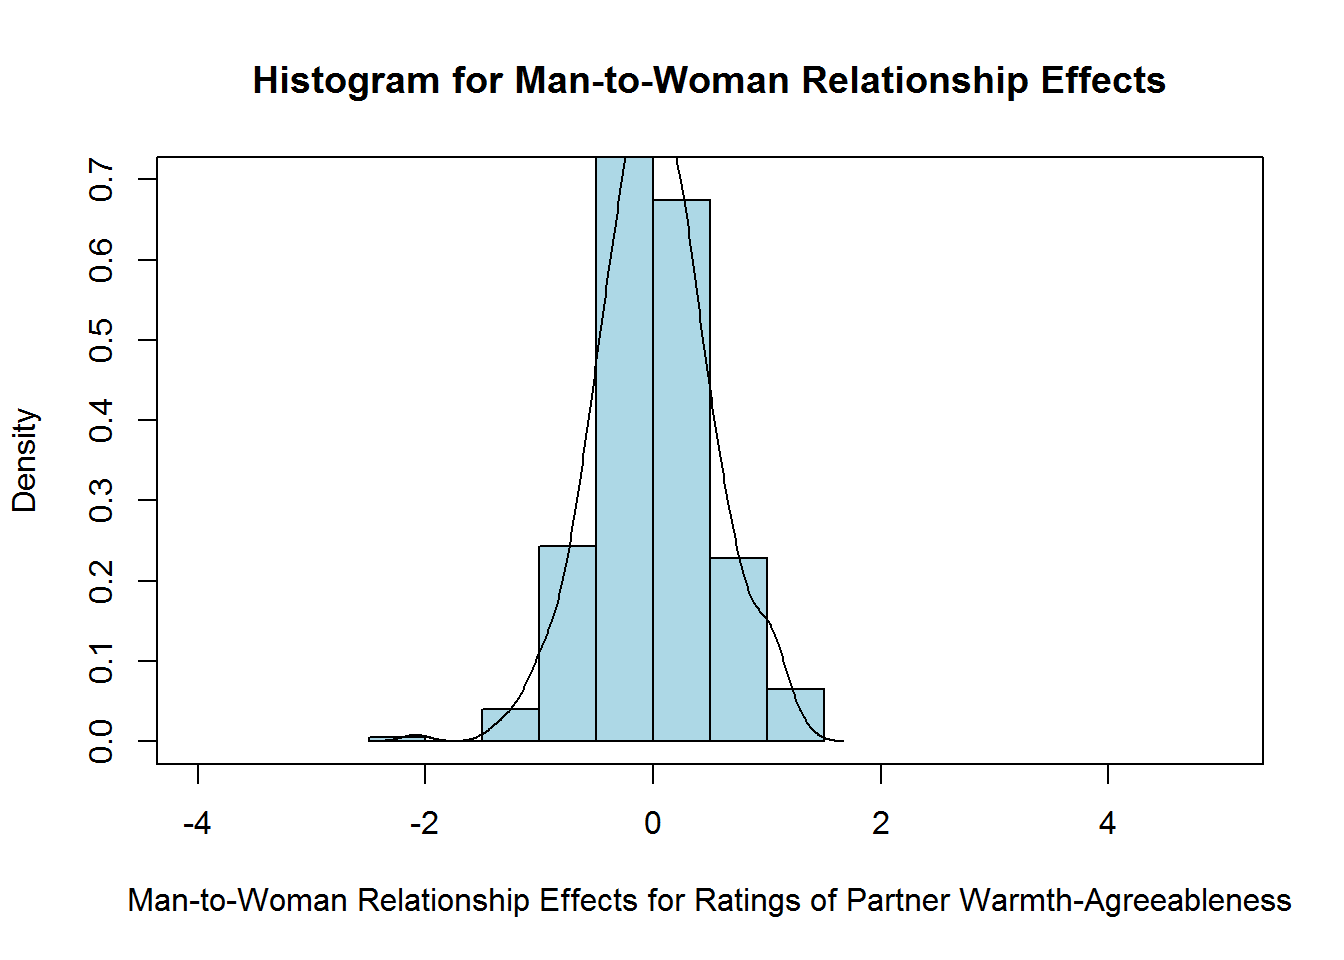 Histogram for Man-to-Woman Relationship Effects
0.7
0.6
0.5
0.4
0.3
0.2
0.1
0.0
Density
-4 -2 0 2 4
Man-to-Woman Relationship Effects for Ratings of Partner Warmth-Agreeableness